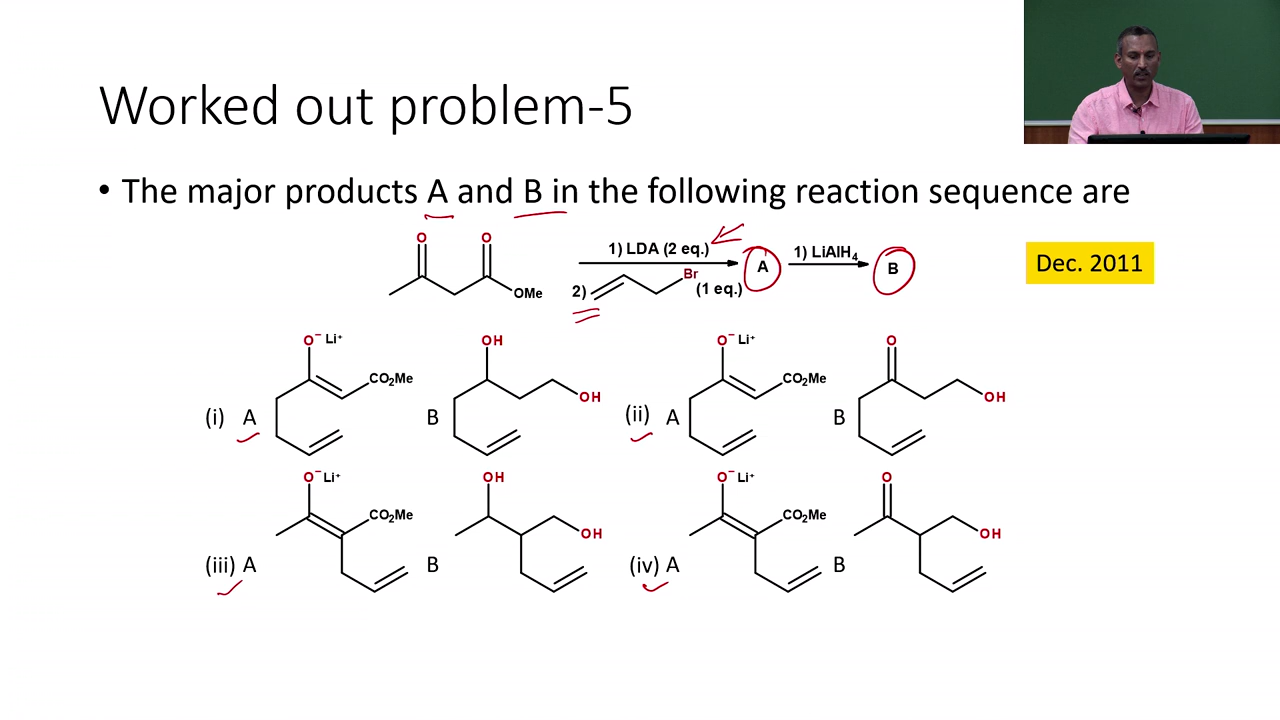 Worked out problem-5
• The major products A and B in the following reaction sequence are
O O
OMe
1) LDA (2 eq.)
2) Br (1 eq.)
A
1) LiAlH₄
B
Dec. 2011
O⁻ Li⁺
CO₂Me
(i) A
OH
OH
B
O⁻ Li⁺
CO₂Me
(ii) A
O
OH
B
O⁻ Li⁺
CO₂Me
(iii) A
OH
OH
B
O⁻ Li⁺
CO₂Me
(iv) A
O
OH
B